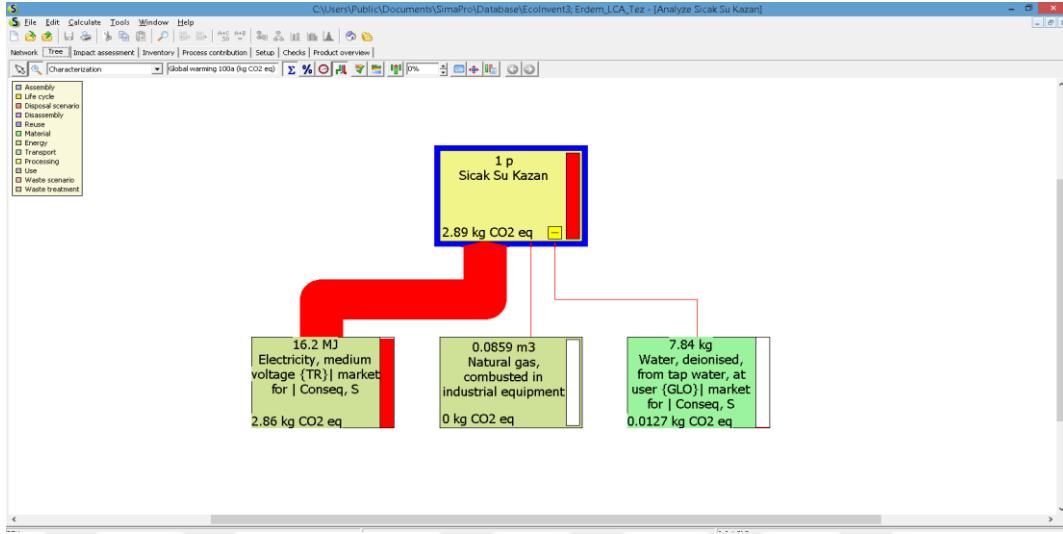 C:\Users\Public\Documents\SimaPro\Database\EcoInvent3; Erdem_LCA_Tez - [Analyze Sicak Su Kazan]
File Edit Calculate Tools Window Help
Network Tree Impact assessment Inventory Process contribution Setup Checks Product overview
Characterization Global warming 100a (kg CO2 eq) Σ % 0%
Assembly
Life cycle
Disposal scenario
Disassembly
Reuse
Material
Energy
Transport
Processing
Use
Waste scenario
Waste treatment
1 p
Sicak Su Kazan
2.89 kg CO2 eq
16.2 MJ
Electricity, medium
voltage {TR}| market
for | Conseq, S
2.86 kg CO2 eq
0.0859 m3
Natural gas,
combusted in
industrial equipment
0 kg CO2 eq
7.84 kg
Water, deionised,
from tap water, at
user {GLO}| market
for | Conseq, S
0.0127 kg CO2 eq